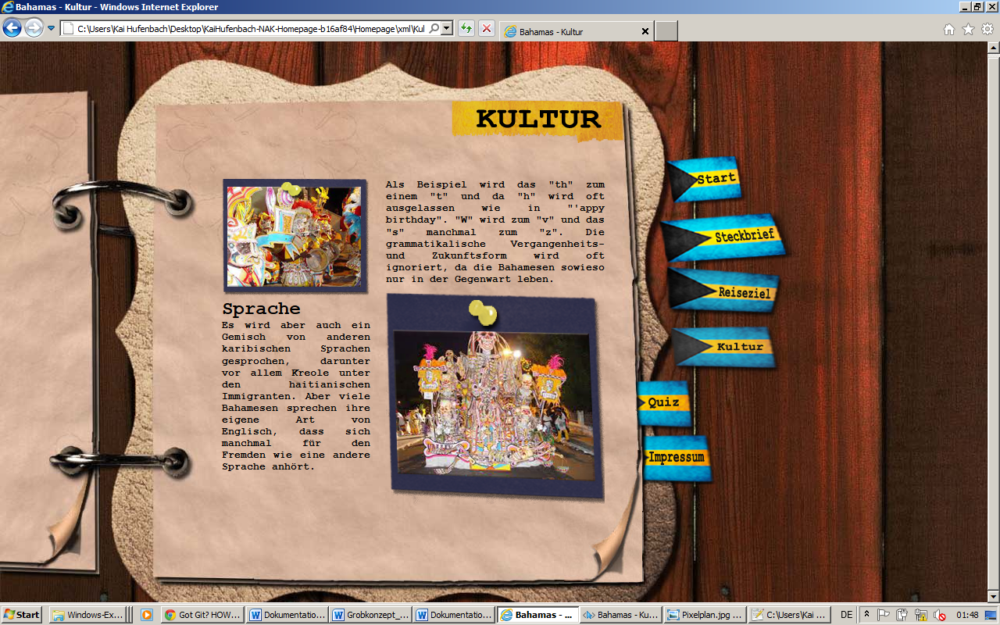 Bahamas - Kultur - Windows Internet Explorer
C:\Users\Kai Hufenbach\Desktop\KaiHufenbach-NAK-Homepage-b16af84\Homepage\xml\Kul
Bahamas - Kultur
KULTUR
Als Beispiel wird das "th" zum
einem "t" und da "h" wird oft
ausgelassen wie in "'appy
birthday". "W" wird zum "v" und das
"s" manchmal zum "z". Die
grammatikalische Vergangenheits-
und Zukunftsform wird oft
ignoriert, da die Bahamesen sowieso
nur in der Gegenwart leben.
Sprache
Es wird aber auch ein
Gemisch von anderen
karibischen Sprachen
gesprochen, darunter
vor allem Kreole unter
den haitianischen
Immigranten. Aber viele
Bahamesen sprechen ihre
eigene Art von
Englisch, dass sich
manchmal für den
Fremden wie eine andere
Sprache anhört.
Start
Steckbrief
Reiseziel
Kultur
Quiz
Impressum
Start
Windows-Ex...
Got Git? HOW...
Dokumentatio...
Grobkonzept_...
Dokumentatio...
Bahamas - ...
Bahamas - Ku...
Pixelplan.jpg ...
C:\Users\Kai ...
DE
01:48